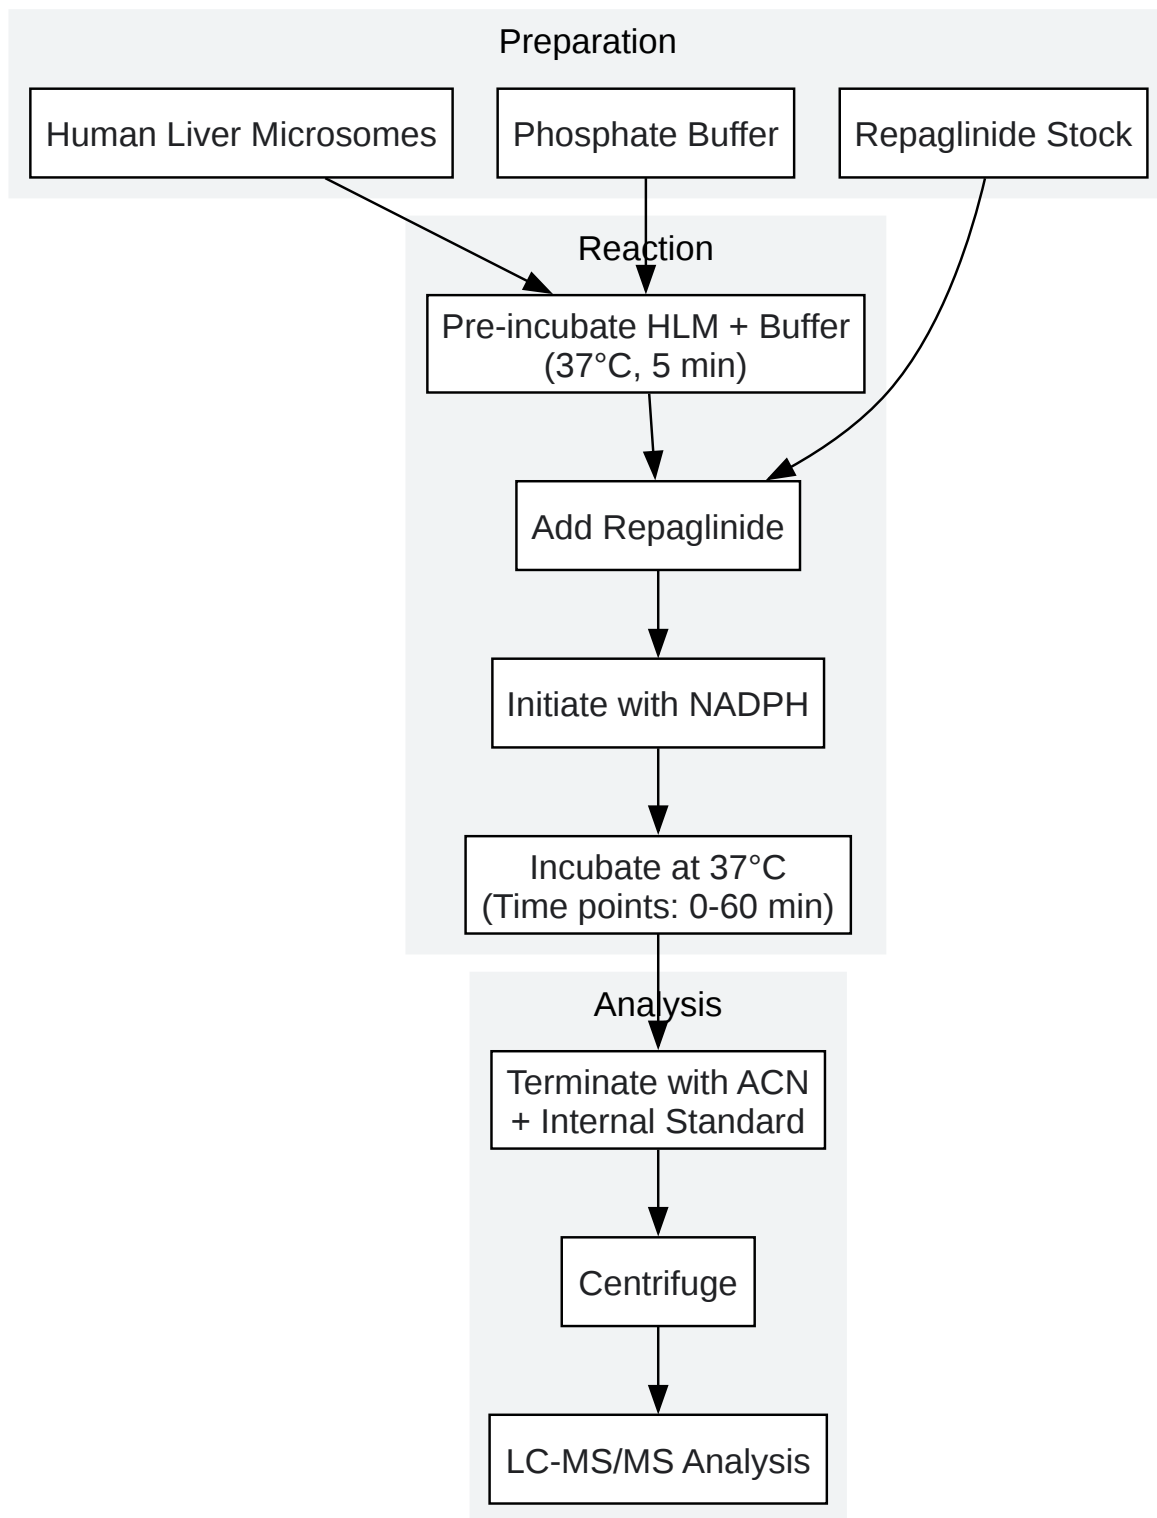 Preparation
Human Liver Microsomes
Phosphate Buffer
Repaglinide Stock
Reaction
Pre-incubate HLM + Buffer
(37°C, 5 min)
Add Repaglinide
Initiate with NADPH
Incubate at 37°C
(Time points: 0-60 min)
Analysis
Terminate with ACN
+ Internal Standard
Centrifuge
LC-MS/MS Analysis